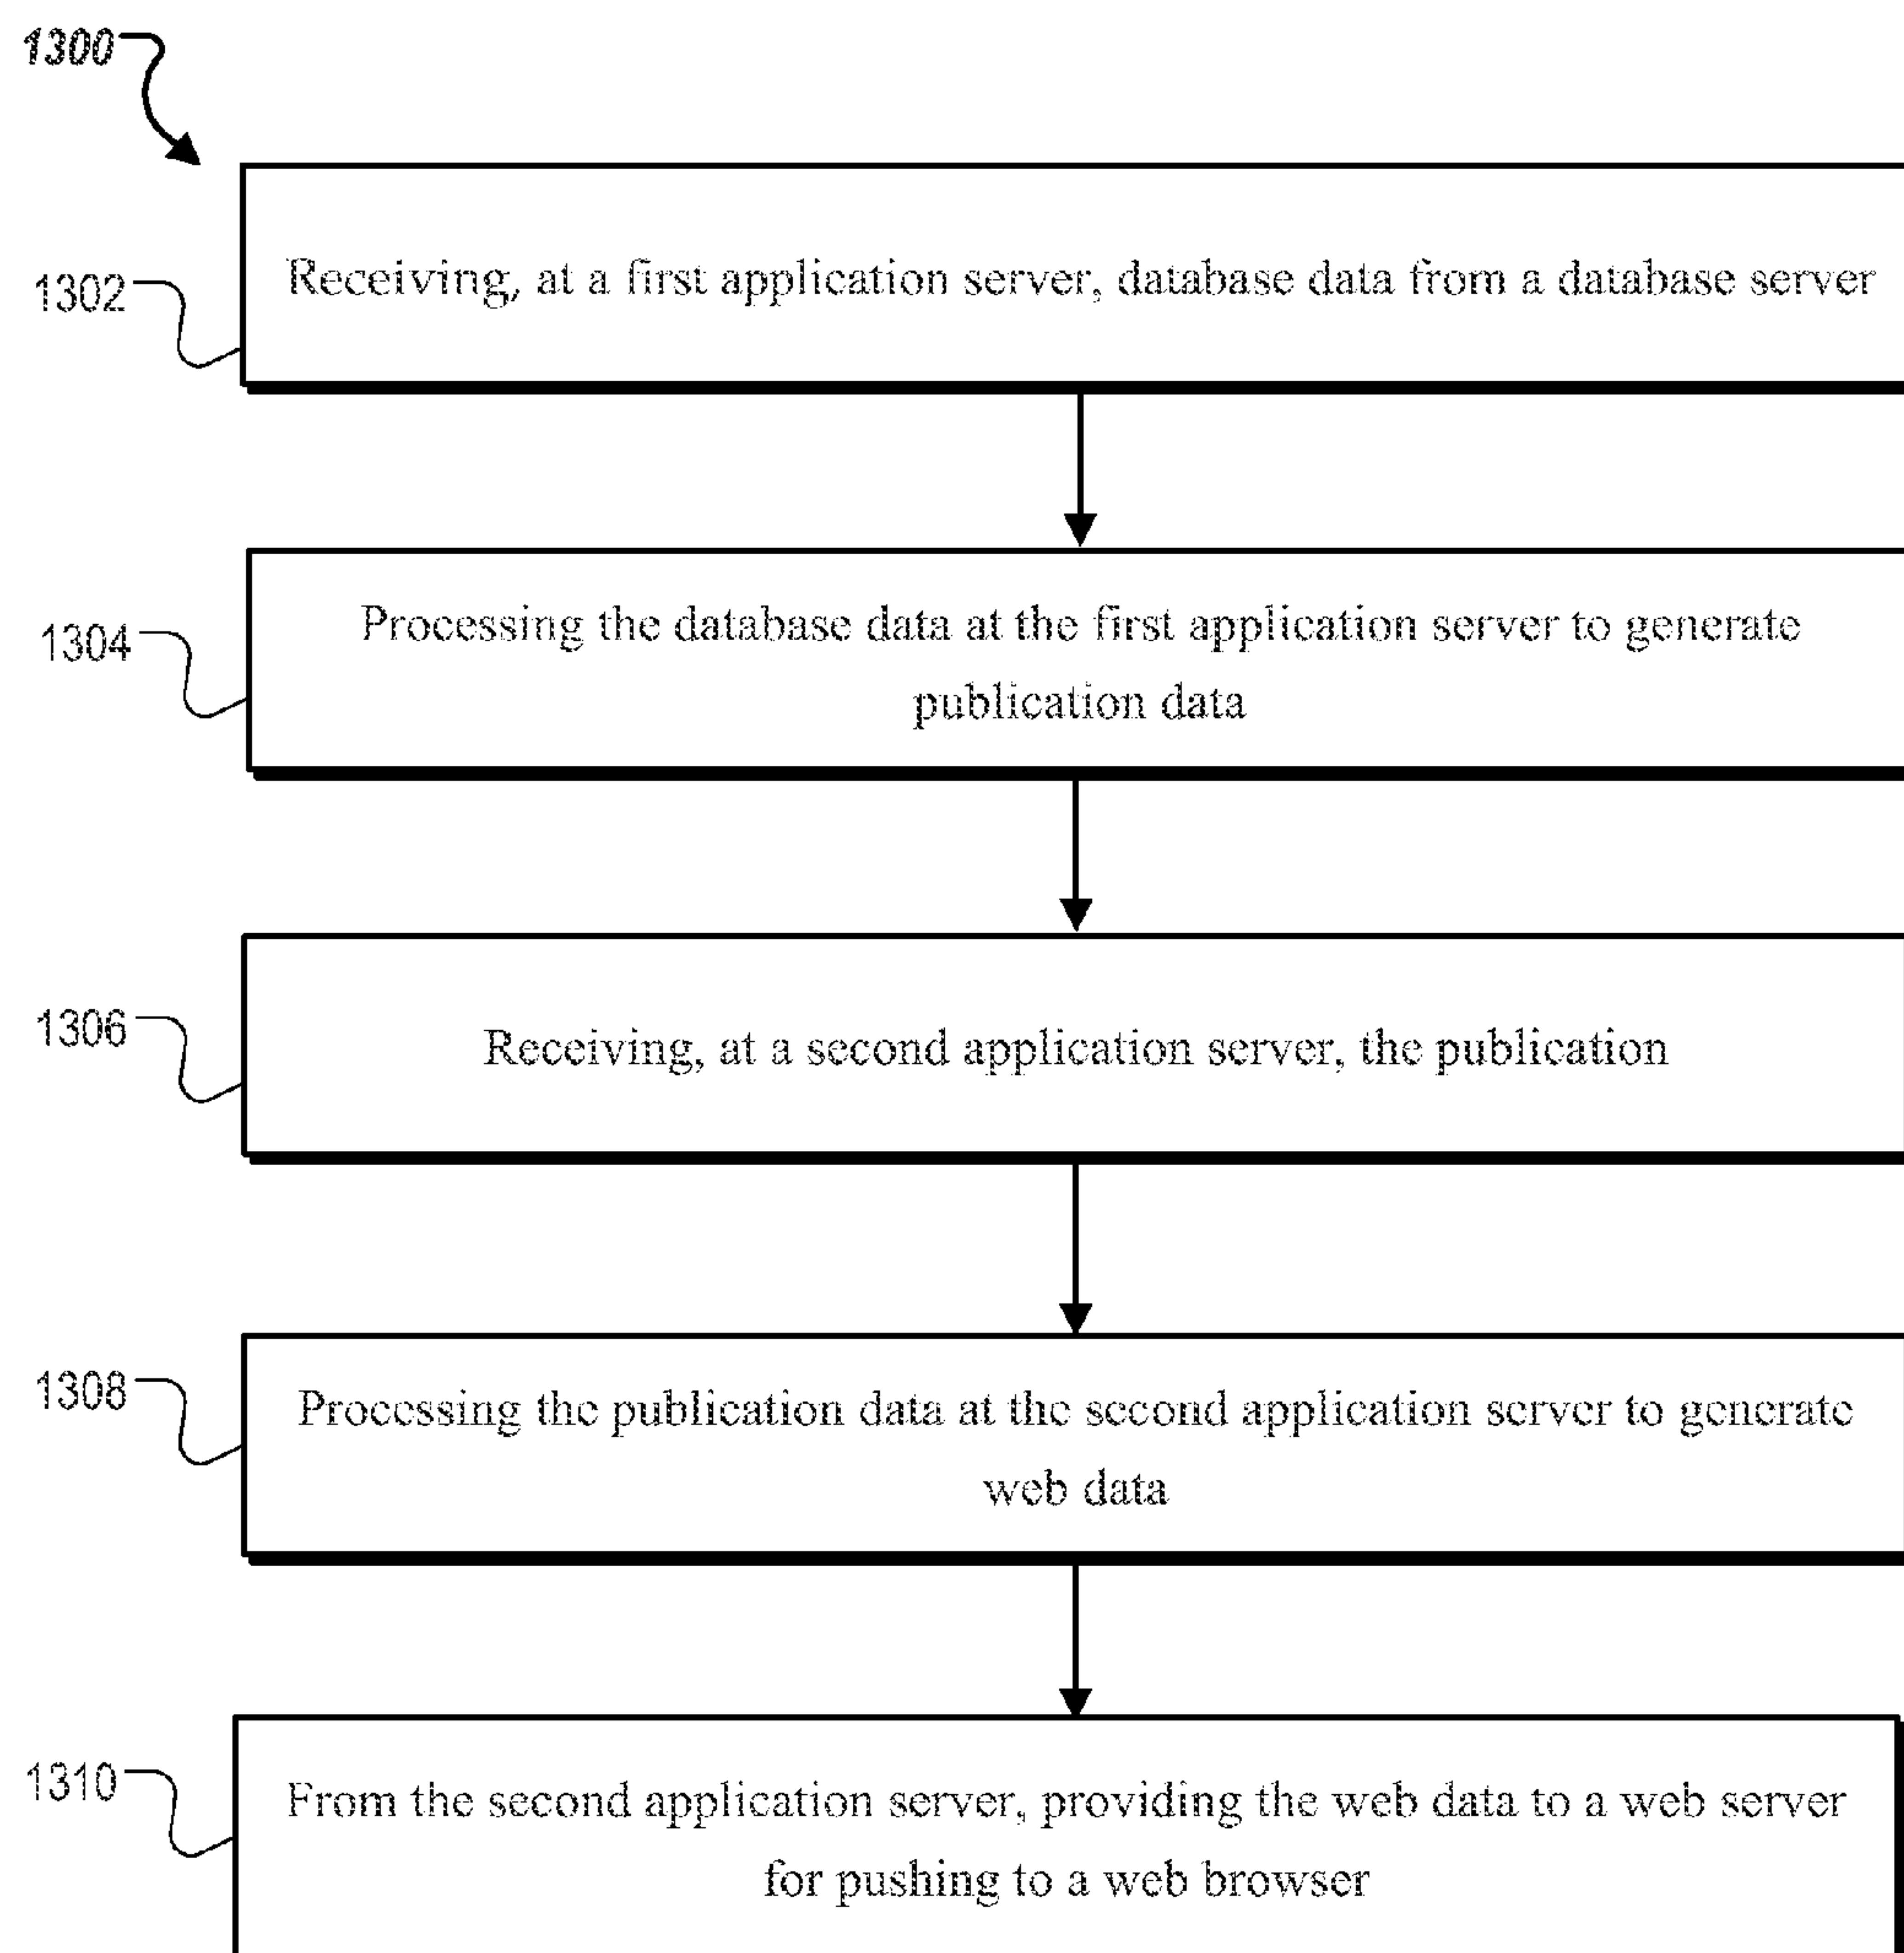 1300
1302
Receiving, at a first application server, database data from a database server
1304
Processing the database data at the first application server to generate
publication data
1306
Receiving, at a second application server, the publication
1308
Processing the publication data at the second application server to generate
web data
1310
From the second application server, providing the web data to a web server
for pushing to a web browser